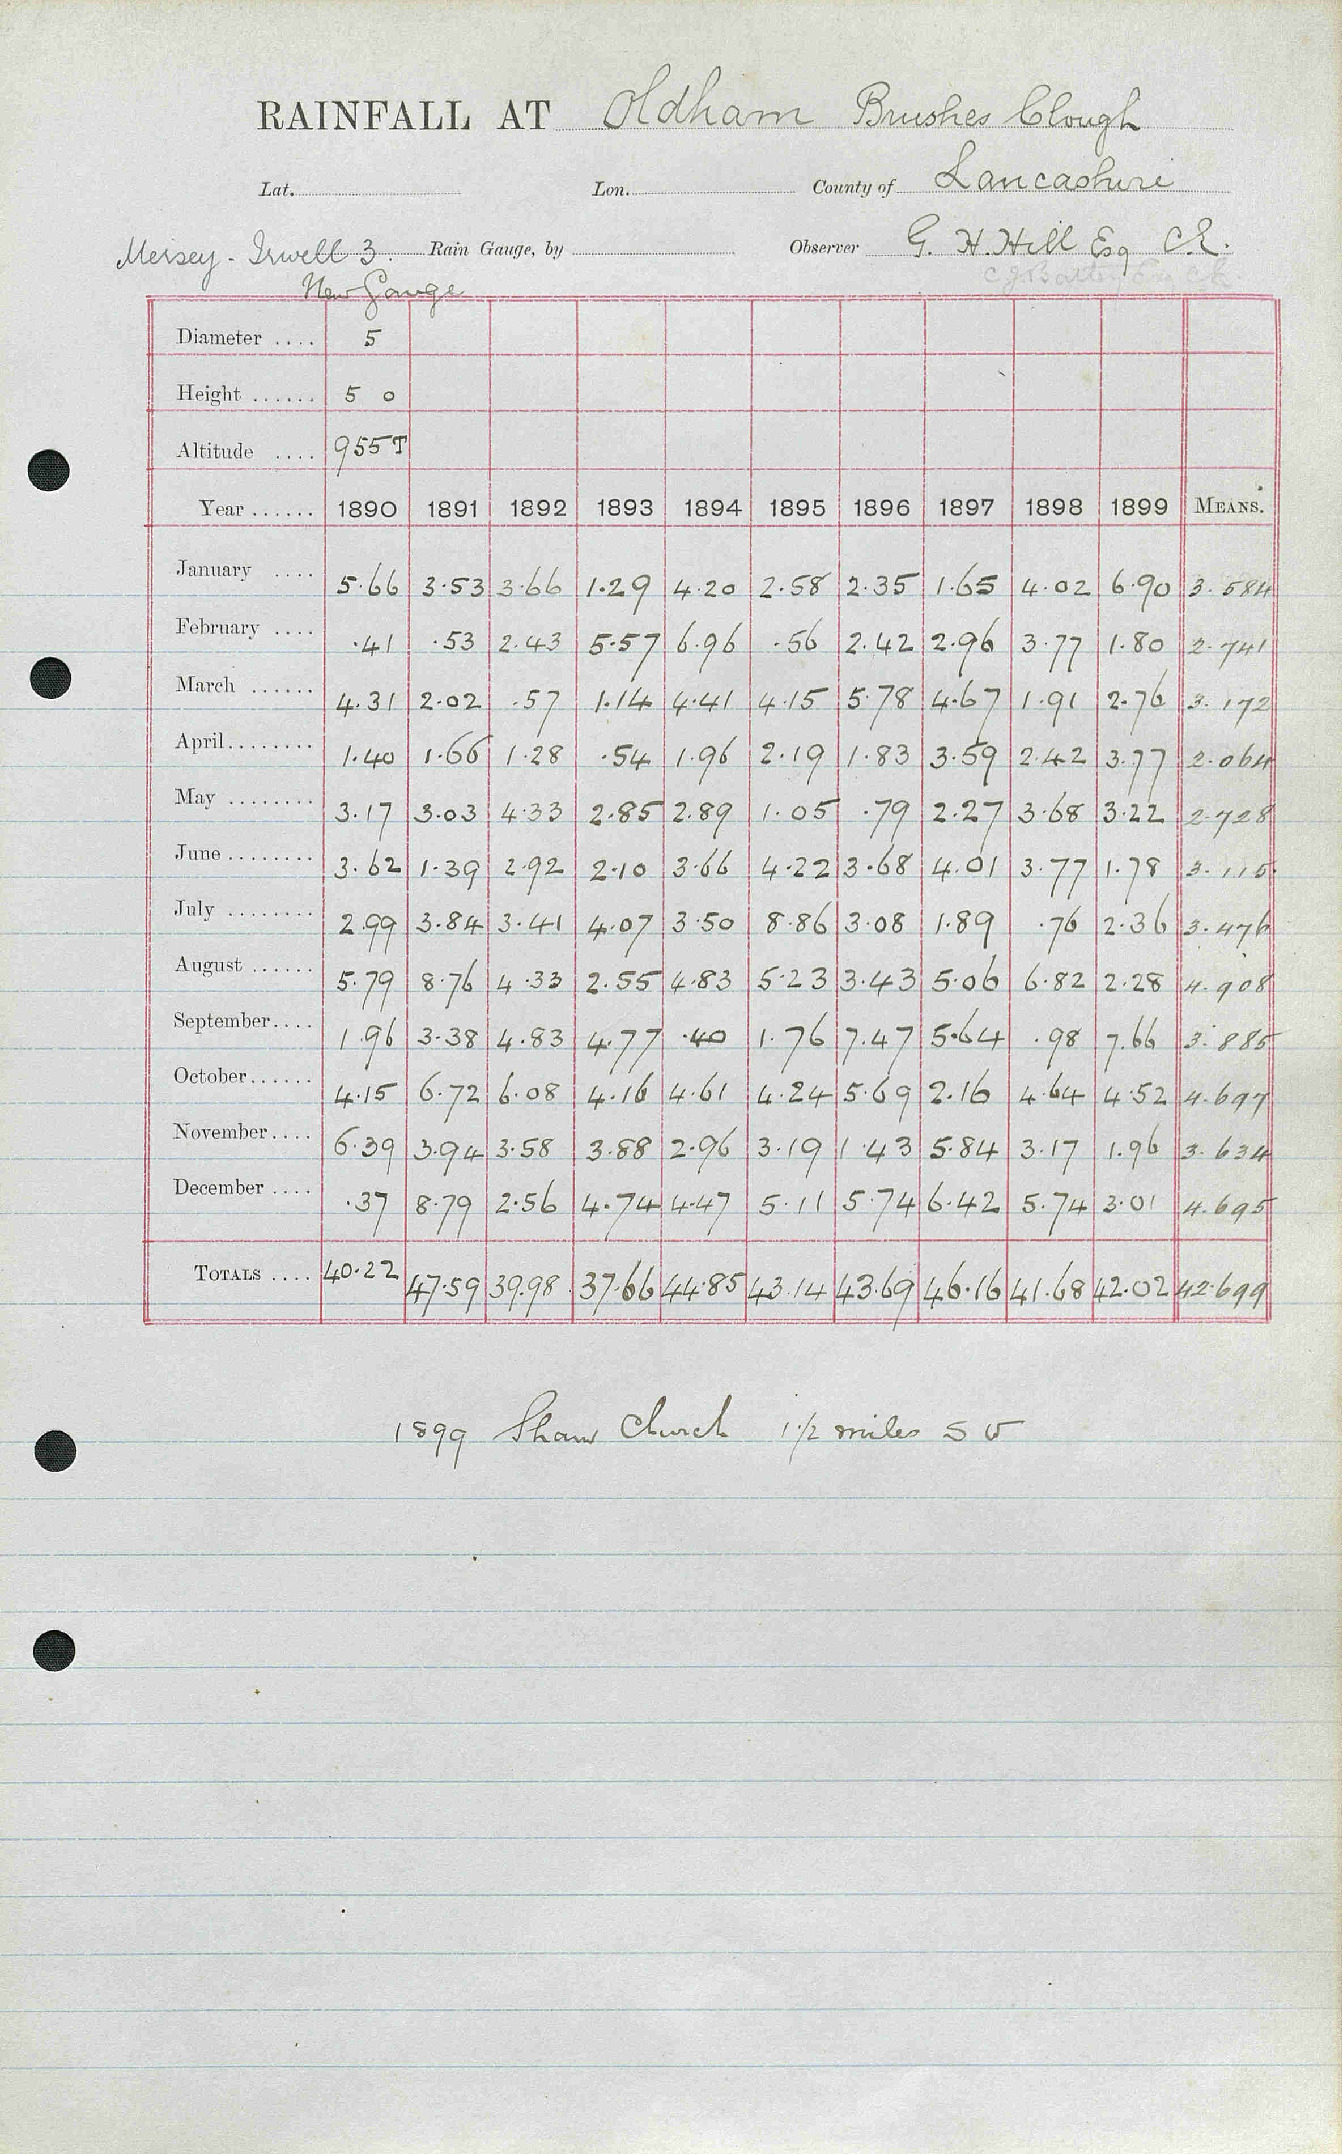 RAINFALL AT Oldham Brushes Clough
Lat. Lon. County of Lancashire
Mersey - Irwell 3. Rain Gauge, by Observer G. H. Hill Esq C.E.
New Gauge
Diameter .... 5
Height ...... 5 0
Altitude .... 955 T
Year ...... 1890 1891 1892 1893 1894 1895 1896 1897 1898 1899 MEANS.
January .... 5.66 3.53 3.66 1.29 4.20 2.58 2.35 1.65 4.02 6.90 3.584
February .... .41 .53 2.43 5.57 6.96 .56 2.42 2.96 3.77 1.80 2.741
March ...... 4.31 2.02 .57 1.14 4.41 4.15 5.78 4.67 1.91 2.76 3.172
April........ 1.40 1.66 1.28 .54 1.96 2.19 1.83 3.59 2.42 3.77 2.064
May ........ 3.17 3.03 4.33 2.85 2.89 1.05 .79 2.27 3.68 3.22 2.728
June ........ 3.62 1.39 2.92 2.10 3.66 4.22 3.68 4.01 3.77 1.78 3.115
July ........ 2.99 3.84 3.41 4.07 3.50 8.86 3.08 1.89 .76 2.36 3.476
August ...... 5.79 8.76 4.33 2.55 4.83 5.23 3.43 5.06 6.82 2.28 4.908
September.... 1.96 3.38 4.83 4.77 .40 1.76 7.47 5.64 .98 7.66 3.885
October...... 4.15 6.72 6.08 4.16 4.61 4.24 5.69 2.16 4.64 4.52 4.697
November.... 6.39 3.94 3.58 3.88 2.96 3.19 1.43 5.84 3.17 1.96 3.634
December .... .37 8.79 2.56 4.74 4.47 5.11 5.74 6.42 5.74 3.01 4.695
TOTALS .... 40.22 47.59 39.98 37.66 44.85 43.14 43.69 46.16 41.68 42.02 42.699
1899 Shaw Church 1 1/2 miles S W